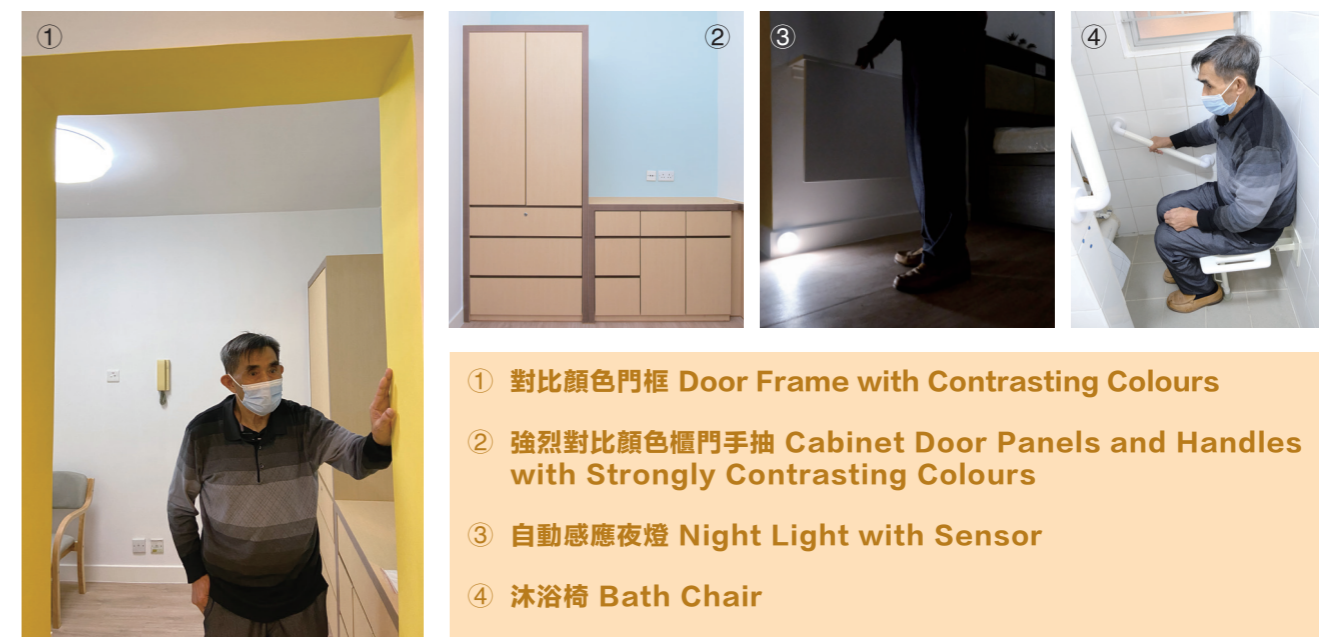 ①
②
③
④
① 對比顏色門框 Door Frame with Contrasting Colours
② 強烈對比顏色櫃門手抽 Cabinet Door Panels and Handles
with Strongly Contrasting Colours
③ 自動感應夜燈 Night Light with Sensor
④ 沐浴椅 Bath Chair